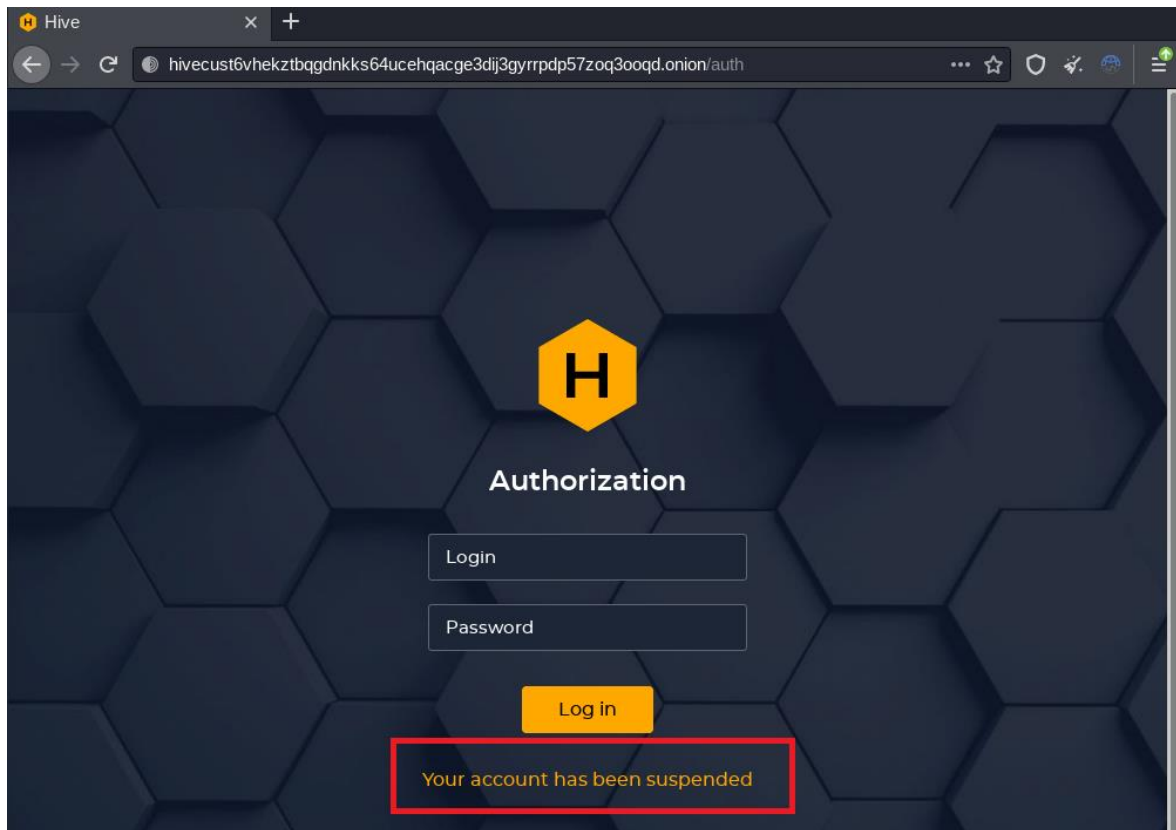 H Hive
hivecust6vhekztbqgdnkks64ucehqacge3dij3gyrrpdp57zoq3ooqd.onion/auth
H
Authorization
Login
Password
Log in
Your account has been suspended